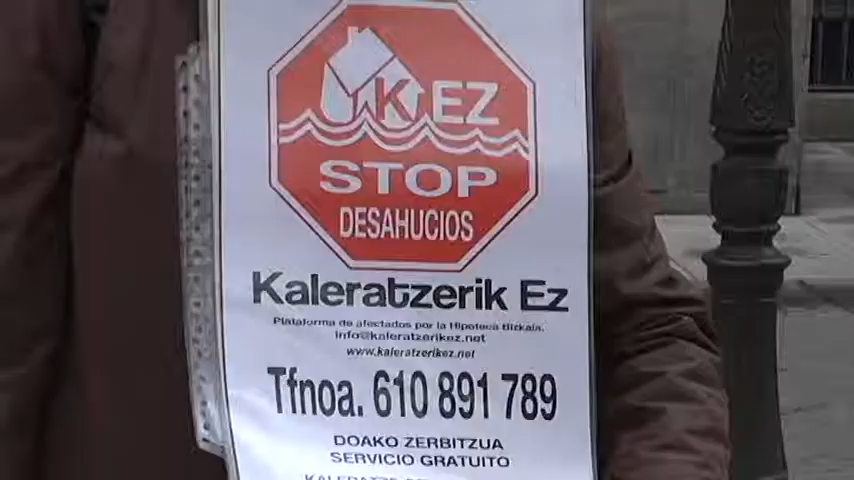 K EZ
STOP
DESAHUCIOS
Kaleratzerik Ez
Plataforma de afectados por la Hipoteca Bizkaia.
info@kaleratzerikez.net
www.kaleratzerikez.net
Tfnoa. 610 891 789
DOAKO ZERBITZUA
SERVICIO GRATUITO